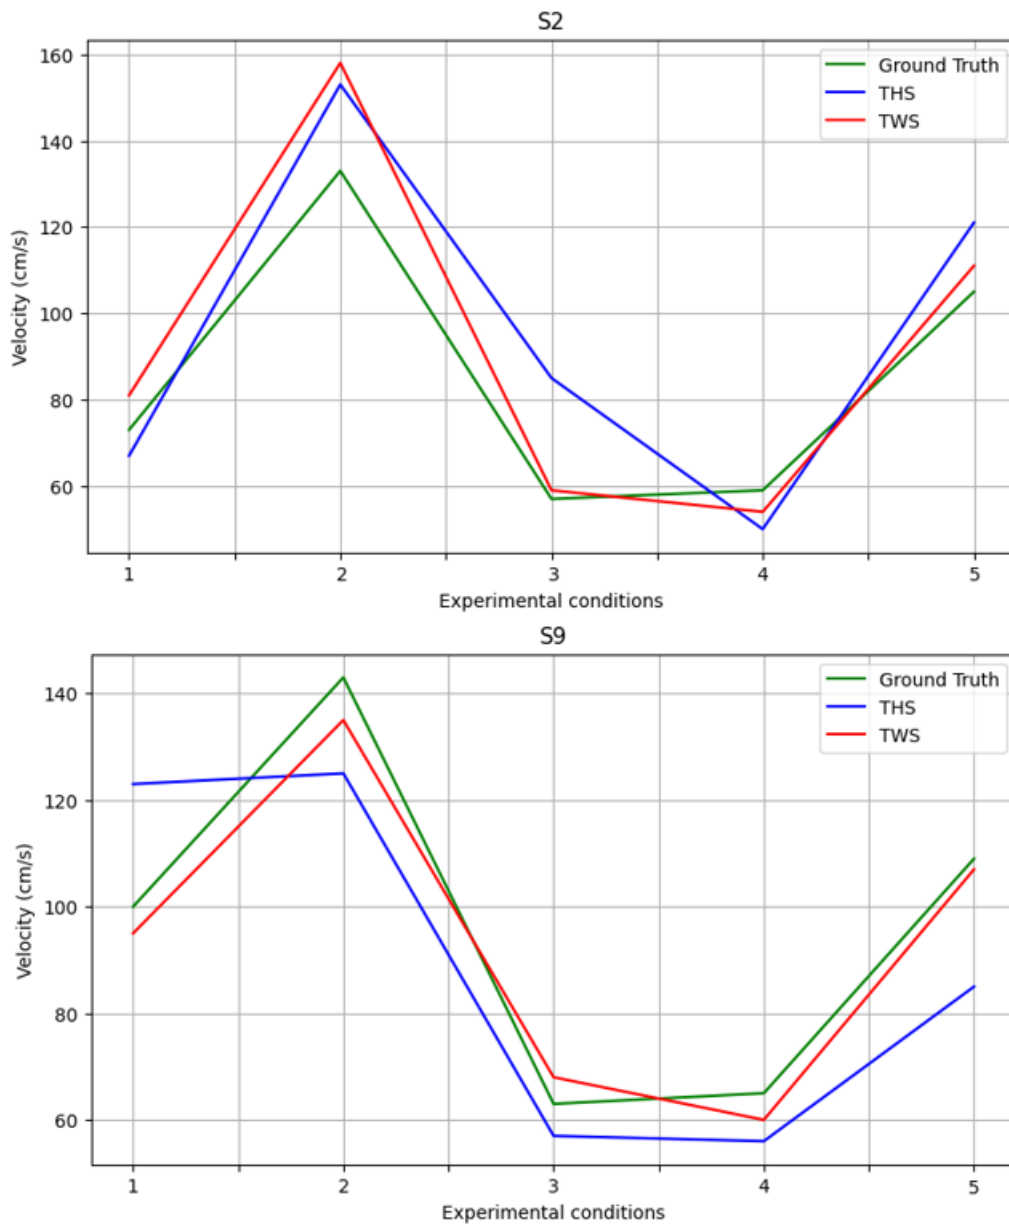 S2
160
140
120
100
80
60
Velocity (cm/s)
Ground Truth
THS
TWS
1 2 3 4 5
Experimental conditions
S9
140
120
100
80
60
Velocity (cm/s)
Ground Truth
THS
TWS
1 2 3 4 5
Experimental conditions